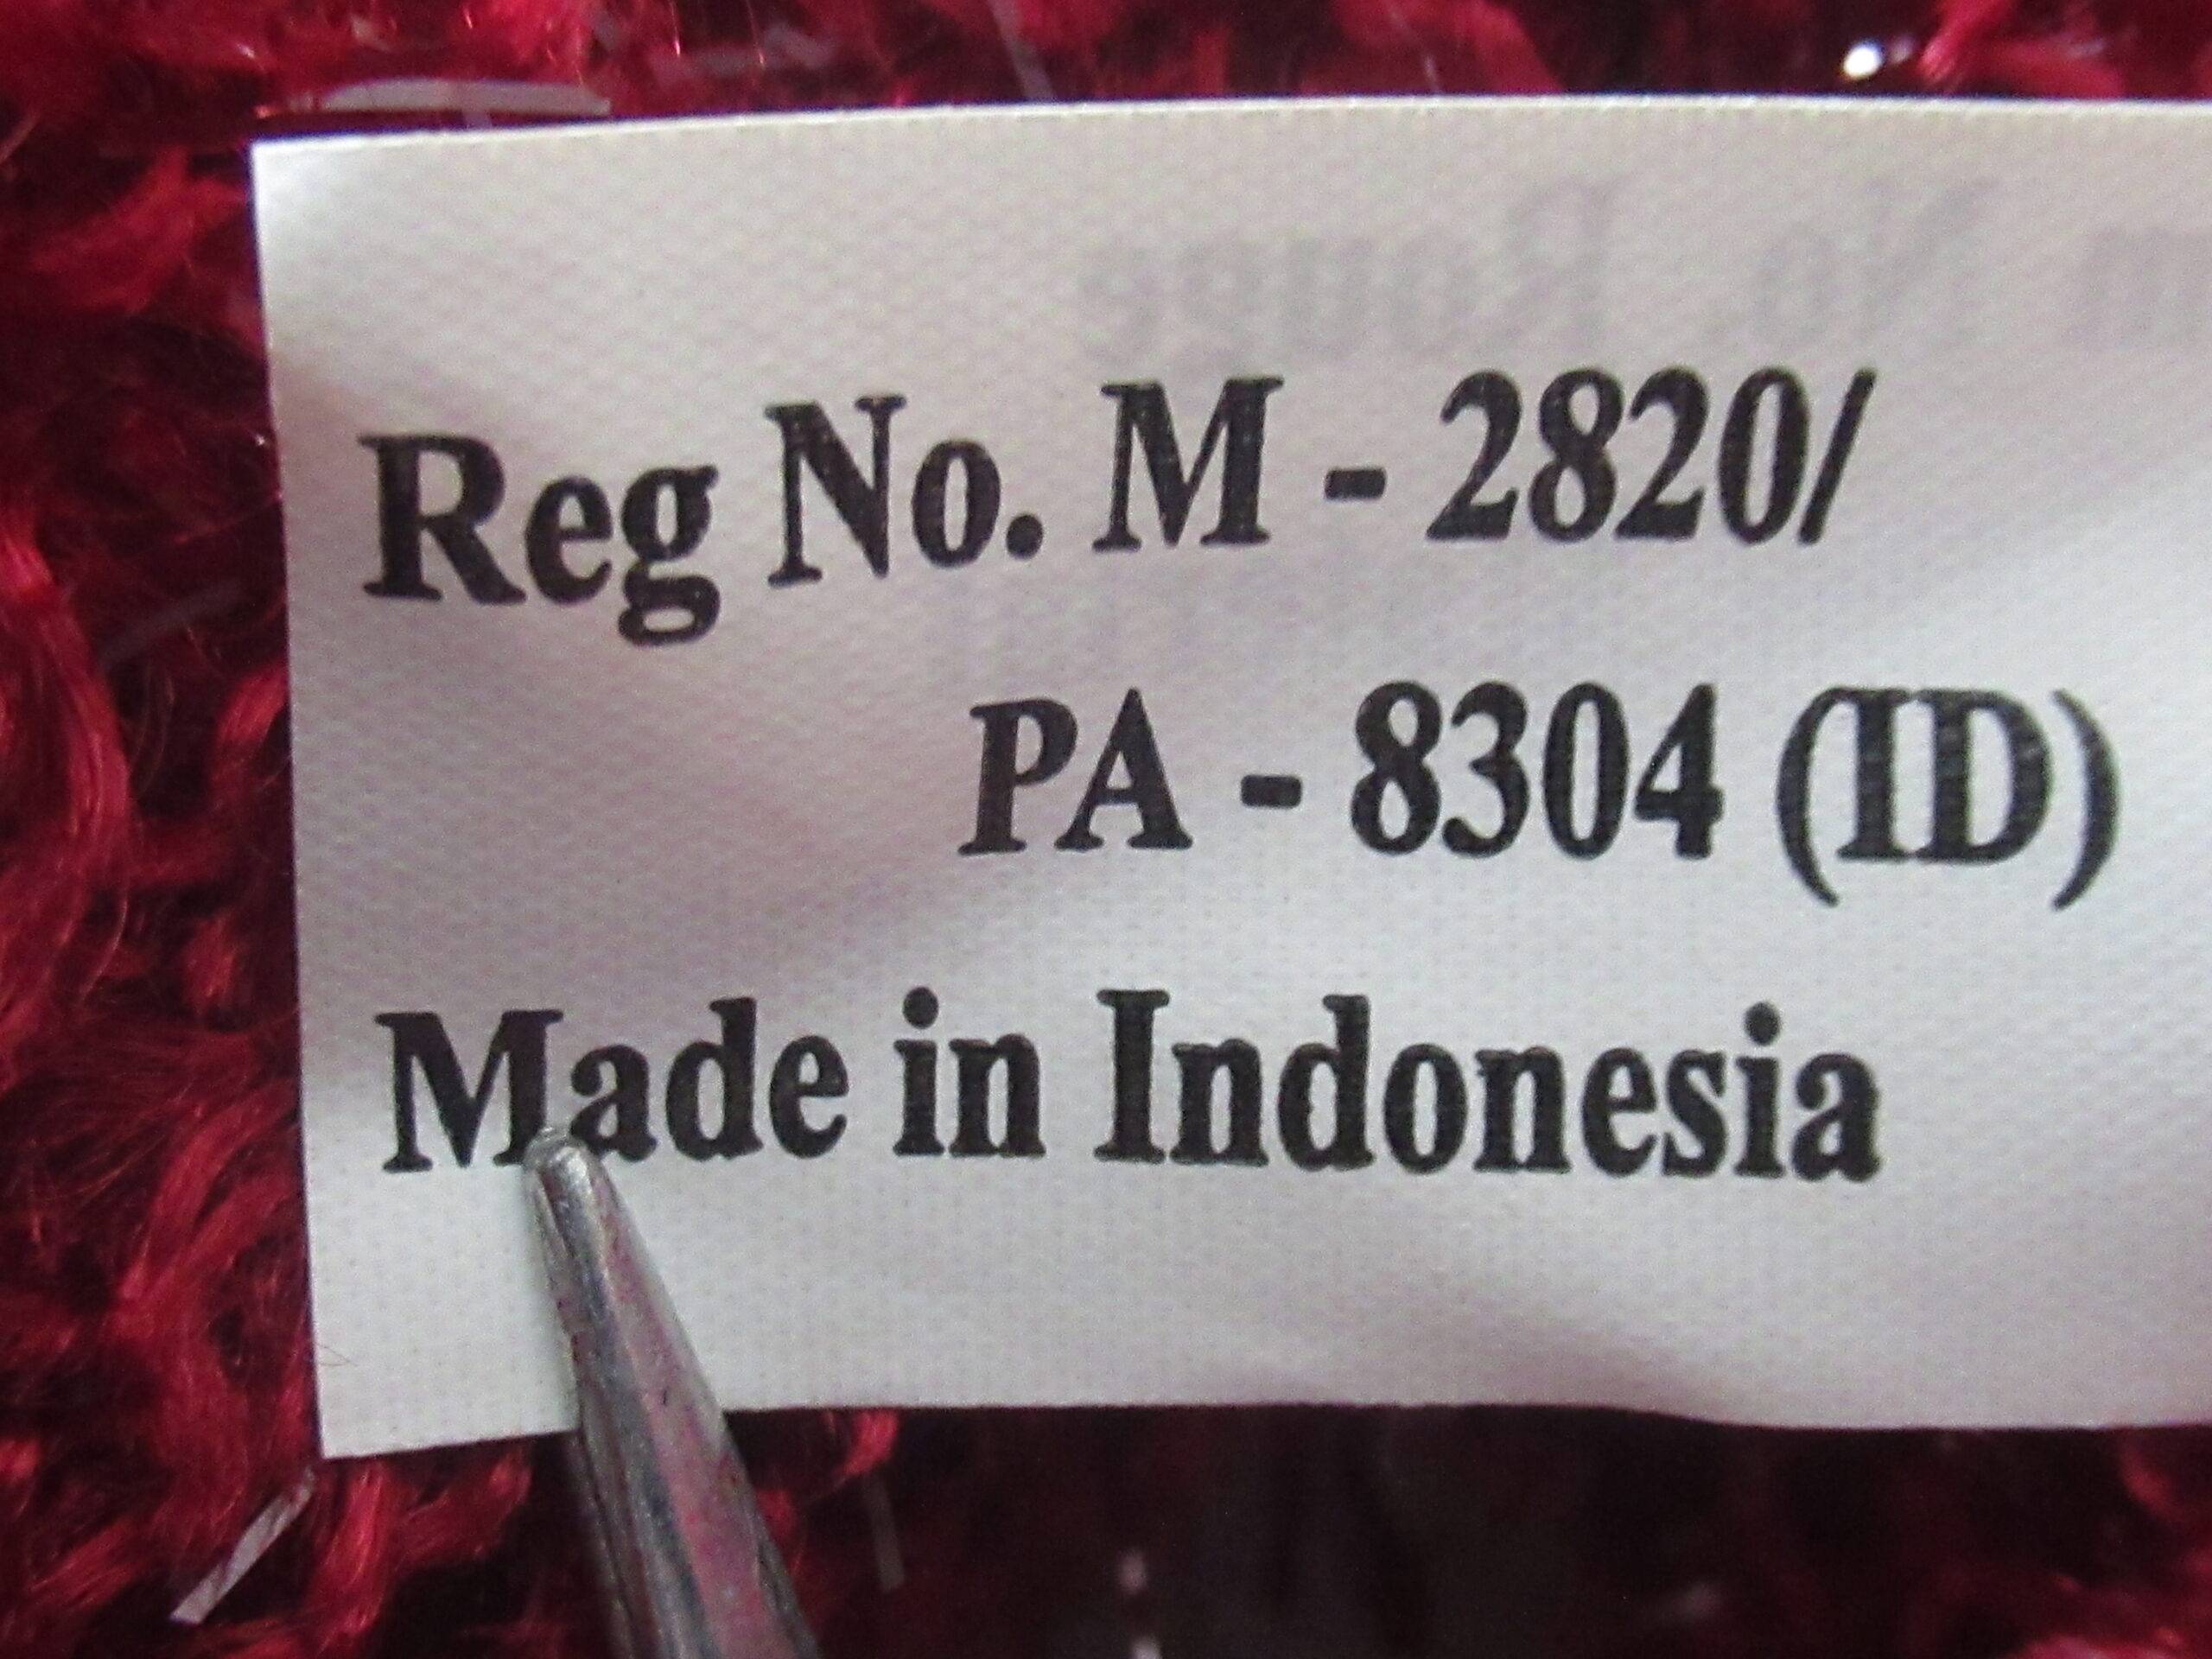 Reg No. M - 2820/
PA - 8304 (ID)
Made in Indonesia